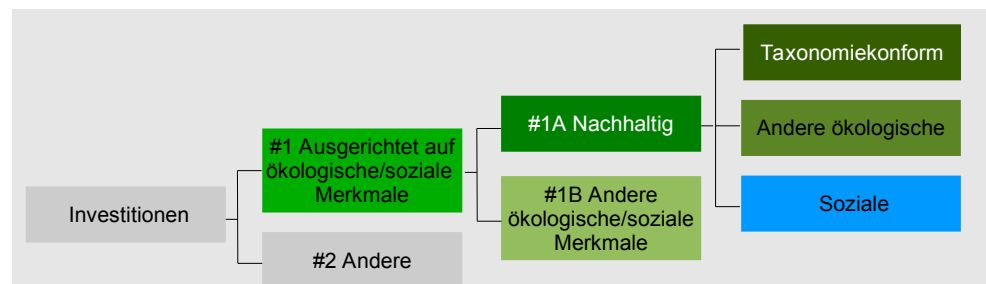 Taxonomiekonform
#1A Nachhaltig
Andere ökologische
#1 Ausgerichtet auf
ökologische/soziale
Merkmale
#1B Andere
ökologische/soziale
Merkmale
Soziale
Investitionen
#2 Andere